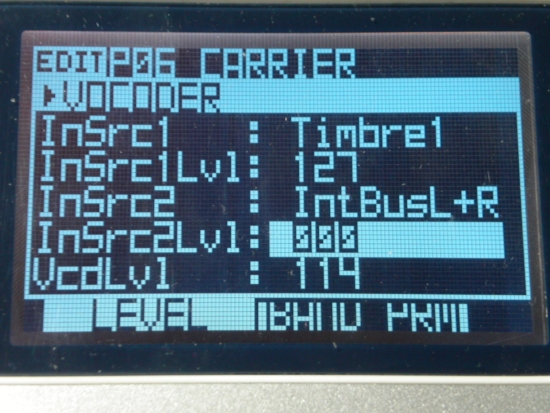 EDIT P06 CARRIER
▶VOCODER
InSrc1 : Timbre1
InSrc1Lvl: 127
InSrc2 : IntBusL+R
InSrc2Lvl: 000
VcdLvl : 114
LEVEL BAND PRM